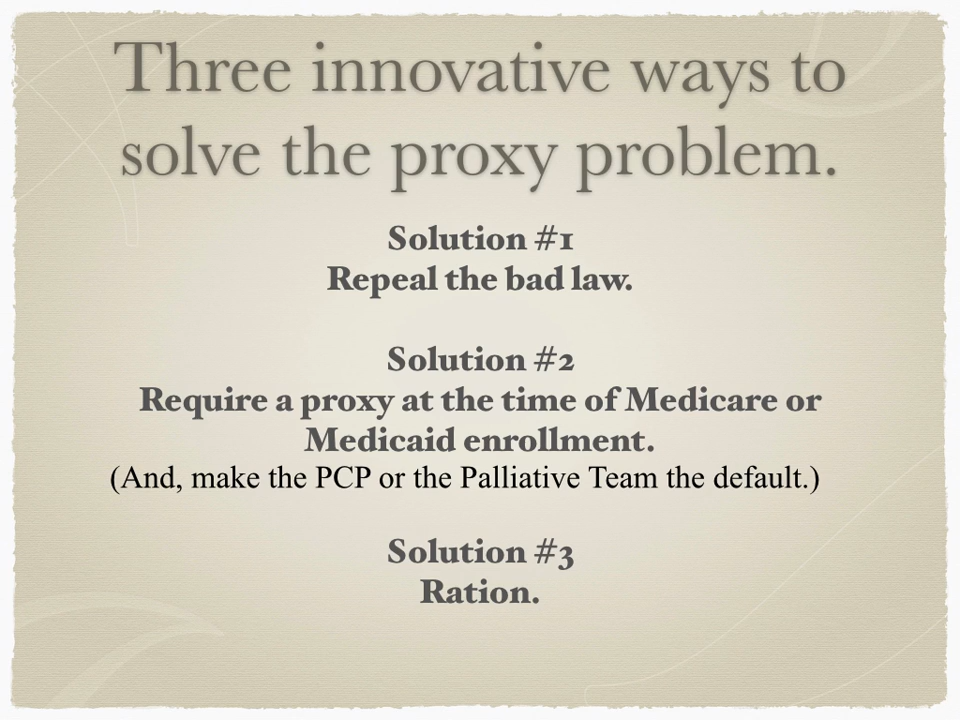 Three innovative ways to
solve the proxy problem.
Solution #1
Repeal the bad law.
Solution #2
Require a proxy at the time of Medicare or
Medicaid enrollment.
(And, make the PCP or the Palliative Team the default.)
Solution #3
Ration.